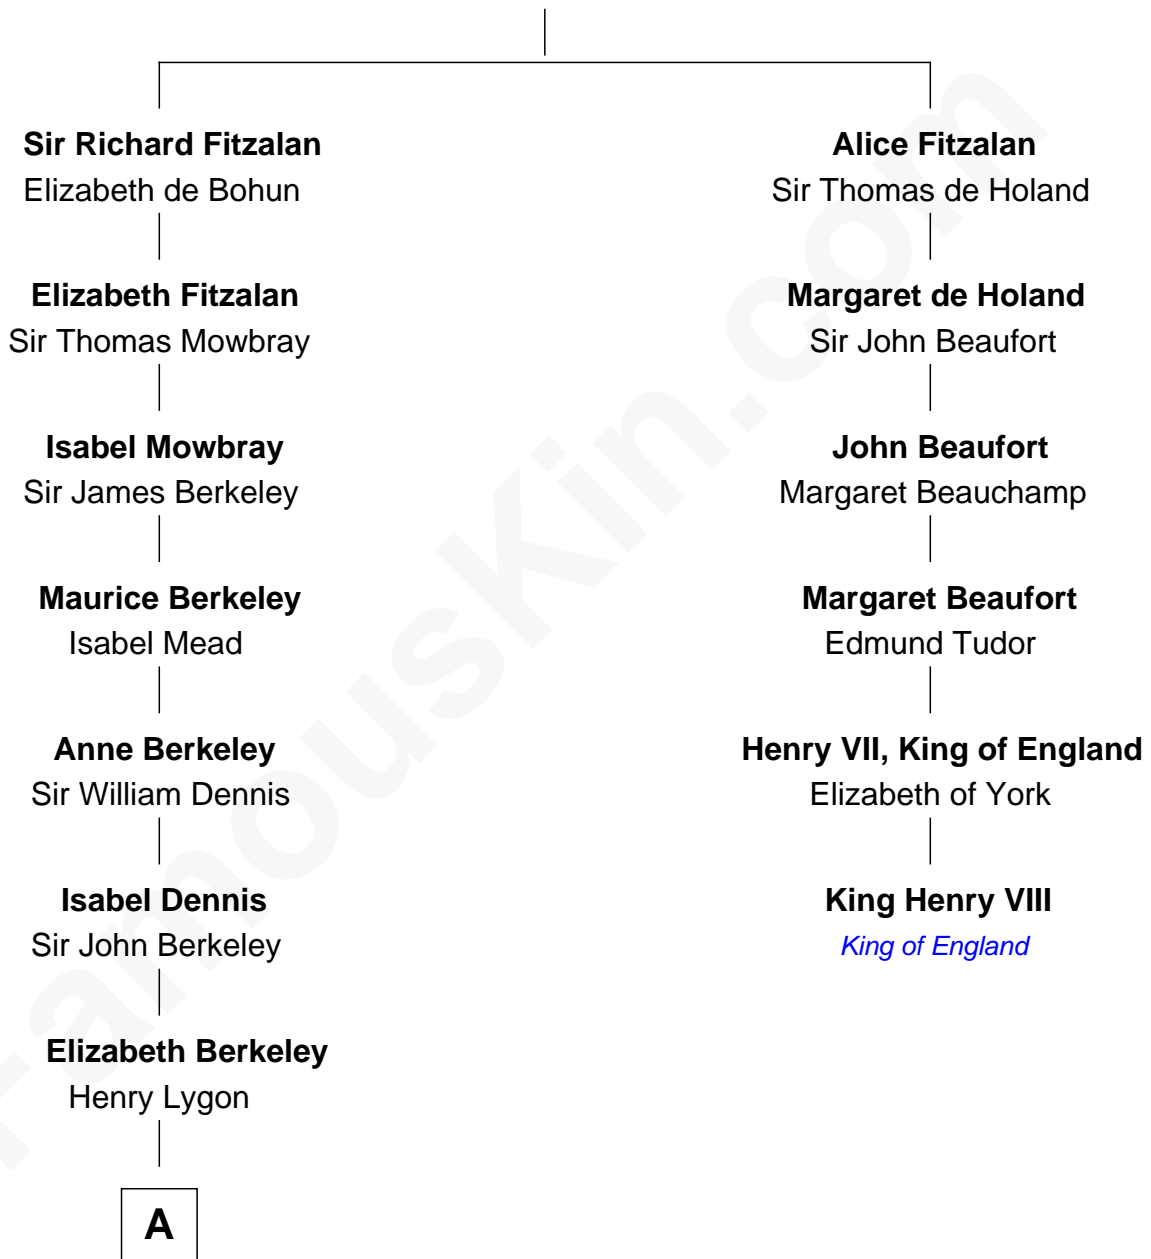 Sir Richard Fitzalan
Elizabeth de Bohun
Alice Fitzalan
Sir Thomas de Holand
Elizabeth Fitzalan
Sir Thomas Mowbray
Margaret de Holand
Sir John Beaufort
Isabel Mowbray
Sir James Berkeley
John Beaufort
Margaret Beauchamp
Maurice Berkeley
Isabel Mead
Margaret Beaufort
Edmund Tudor
Anne Berkeley
Sir William Dennis
Henry VII, King of England
Elizabeth of York
Isabel Dennis
Sir John Berkeley
King Henry VIII
King of England
Elizabeth Berkeley
Henry Lygon
A
FamousKin.com